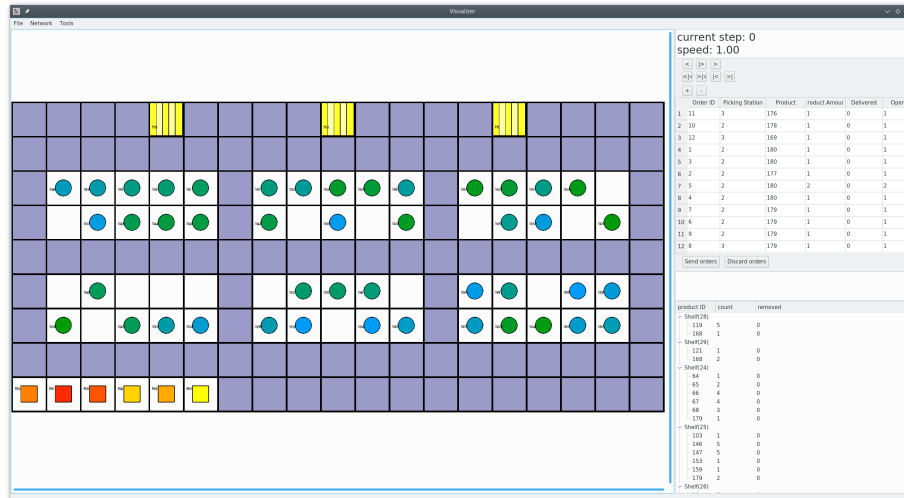 Visualizer
File Network Tools
current step: 0
speed: 1.00
< |> >
<|< >|> |< >|
+ -
Order ID Picking Station Product roduct Amour Delivered Oper
1 11 3 176 1 0 1
2 10 2 178 1 0 1
3 12 3 169 1 0 1
4 1 2 180 1 0 1
5 3 2 180 1 0 1
6 2 2 177 1 0 1
7 5 2 180 2 0 2
8 4 2 180 1 0 1
9 7 2 179 1 0 1
10 6 2 179 1 0 1
11 9 2 179 1 0 1
12 8 3 179 1 0 1
Send orders Discard orders
product ID count removed
Shelf(28)
119 5 0
168 1 0
Shelf(29)
121 1 0
168 2 0
Shelf(24)
64 1 0
65 2 0
66 4 0
67 4 0
68 3 0
179 1 0
Shelf(25)
103 1 0
146 5 0
147 5 0
153 1 0
159 1 0
179 2 0
Shelf(26)